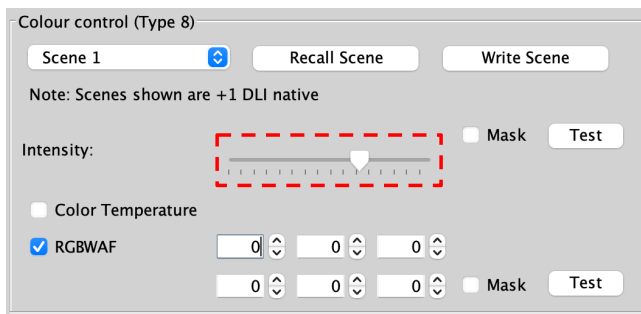 Colour control (Type 8)
Scene 1 Recall Scene Write Scene
Note: Scenes shown are +1 DLI native
Intensity: Mask Test
Color Temperature
RGBWAF 0 0 0
0 0 0 Mask Test